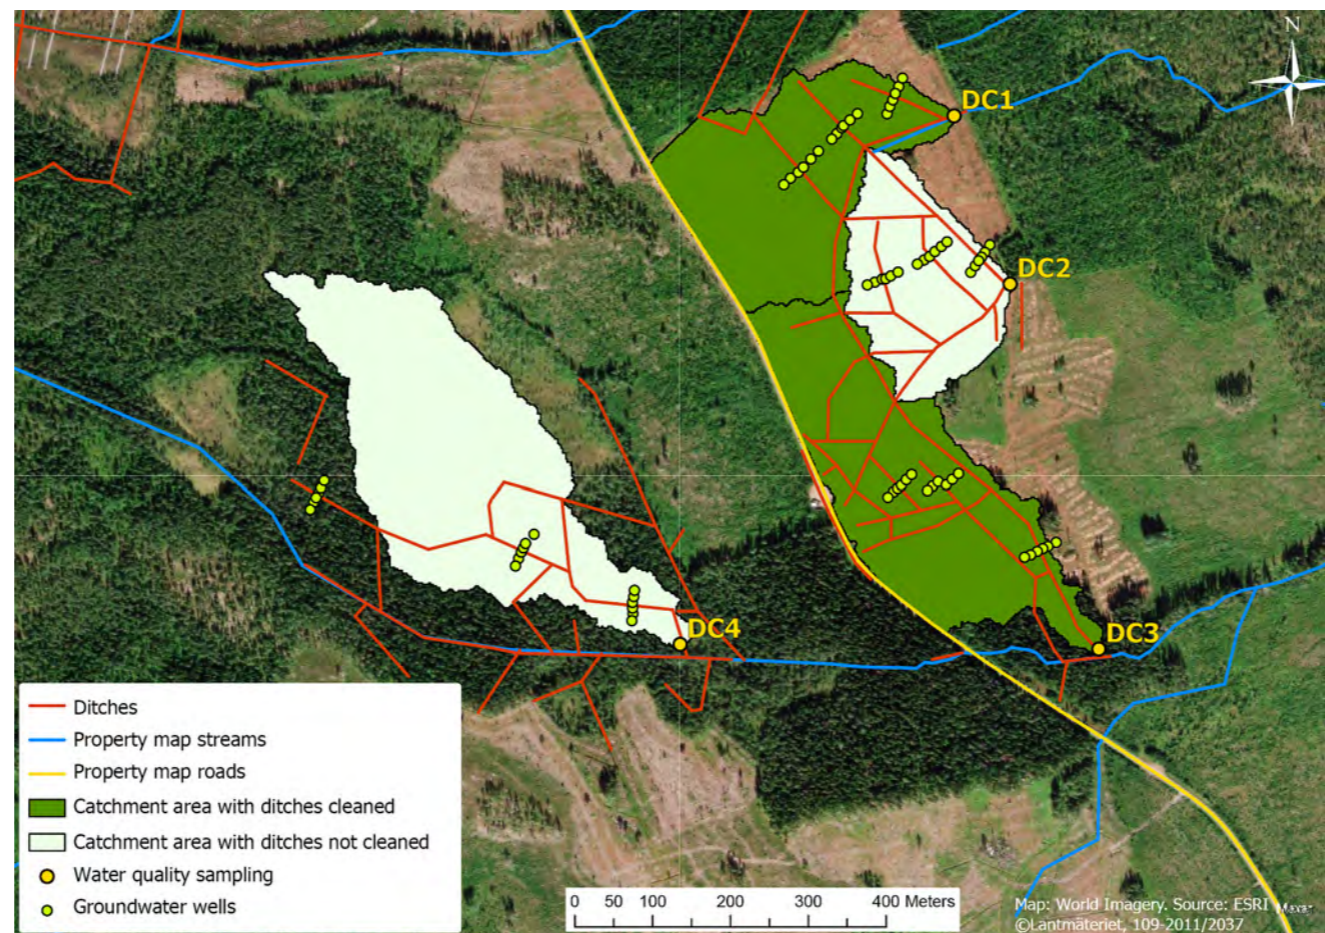 N
DC1
DC2
DC4
DC3
Ditches
Property map streams
Property map roads
Catchment area with ditches cleaned
Catchment area with ditches not cleaned
Water quality sampling
Groundwater wells
0 50 100 200 300 400 Meters
Map: World Imagery. Source: ESRI Maxar
©Lantmäteriet, 109-2011/2037